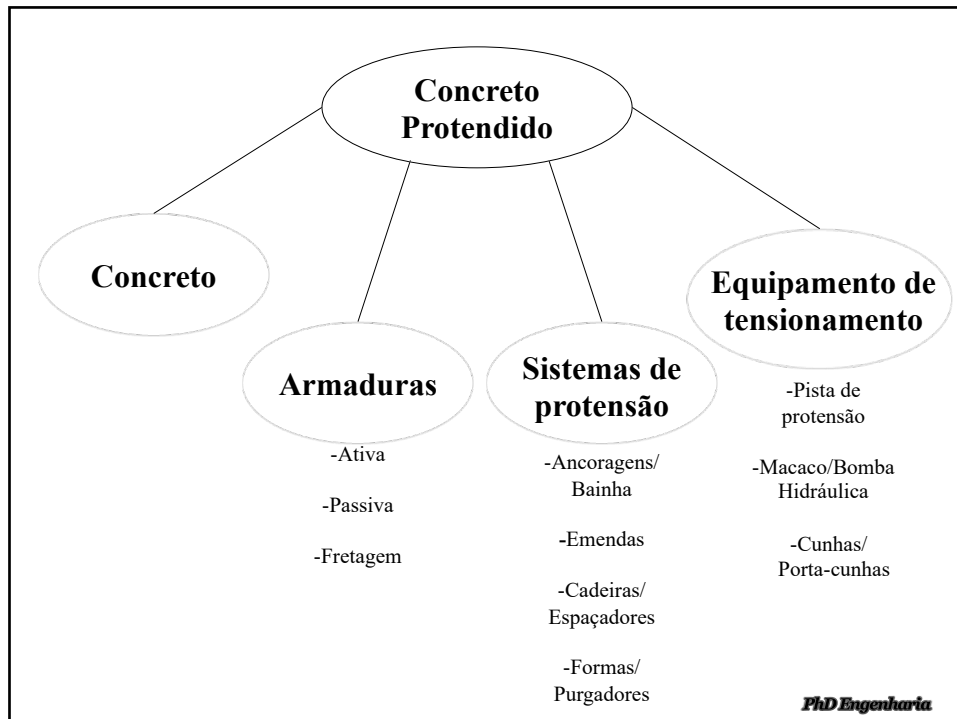 Concreto
Protendido
Concreto
Armaduras
-Ativa
-Passiva
-Fretagem
Sistemas de
protensão
-Ancoragens/
Bainha
-Emendas
-Cadeiras/
Espaçadores
-Formas/
Purgadores
Equipamento de
tensionamento
-Pista de
protensão
-Macaco/Bomba
Hidráulica
-Cunhas/
Porta-cunhas
PhD Engenharia